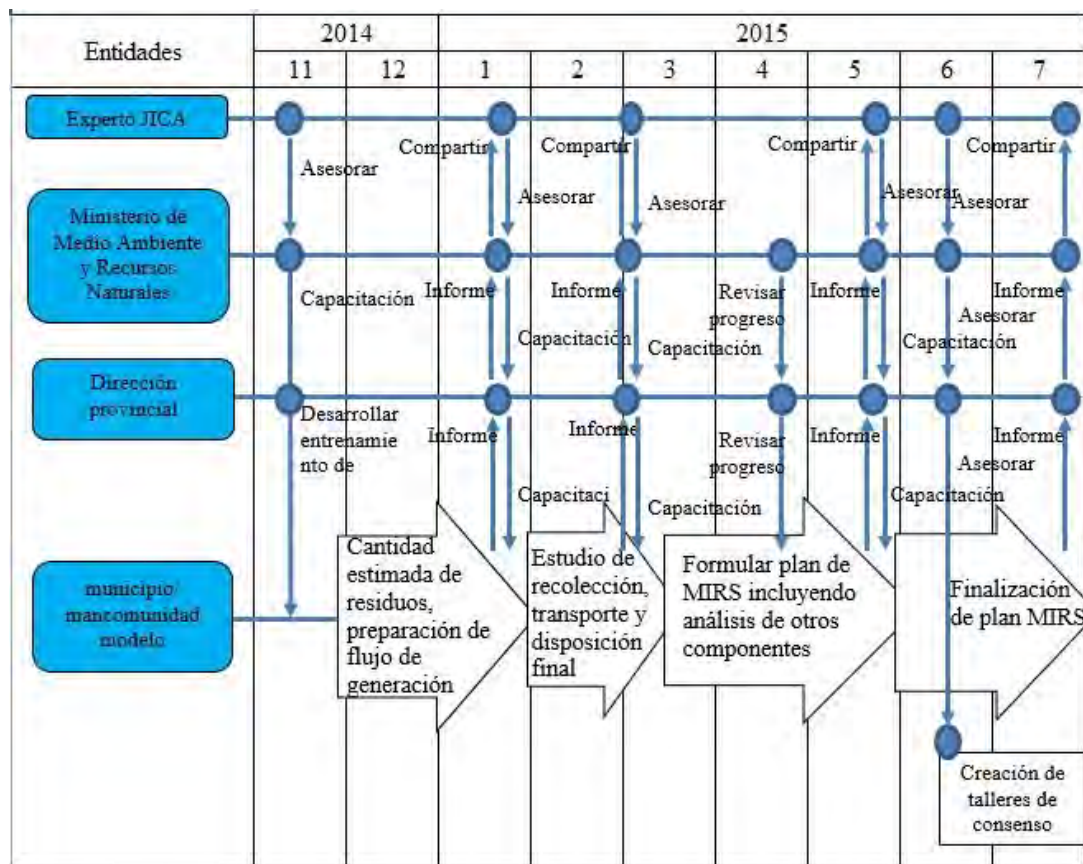 Entidades
2014
2015
11
12
1
2
3
4
5
6
7
Experto JICA
Asesorar
Compartir
Asesorar
Compartir
Asesorar
Compartir
Asesorar
Asesorar
Compartir
Ministerio de
Medio Ambiente
y Recursos
Naturales
Capacitación
Informe
Capacitación
Informe
Capacitación
Revisar
progreso
Informe
Capacitación
Asesorar
Informe
Dirección
provincial
Desarrollar
entrenamie
nto de
Informe
Capacitaci
Informe
Capacitación
Revisar
progreso
Informe
Capacitación
Asesorar
Informe
municipio/
mancomunidad
modelo
Cantidad
estimada de
residuos,
preparación de
flujo de
generación
Estudio de
recolección,
transporte y
disposición
final
Formular plan de
MIRS incluyendo
análisis de otros
componentes
Finalización
de plan MIRS
Creación de
talleres de
consenso